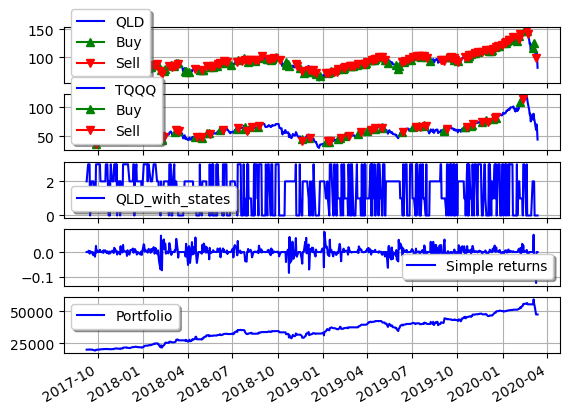 150
100
QLD
Buy
Sell
100
50
TQQQ
Buy
Sell
2
0
QLD_with_states
0.0
−0.1
Simple returns
50000
25000
Portfolio
2017-10
2018-01
2018-04
2018-07
2018-10
2019-01
2019-04
2019-07
2019-10
2020-01
2020-04